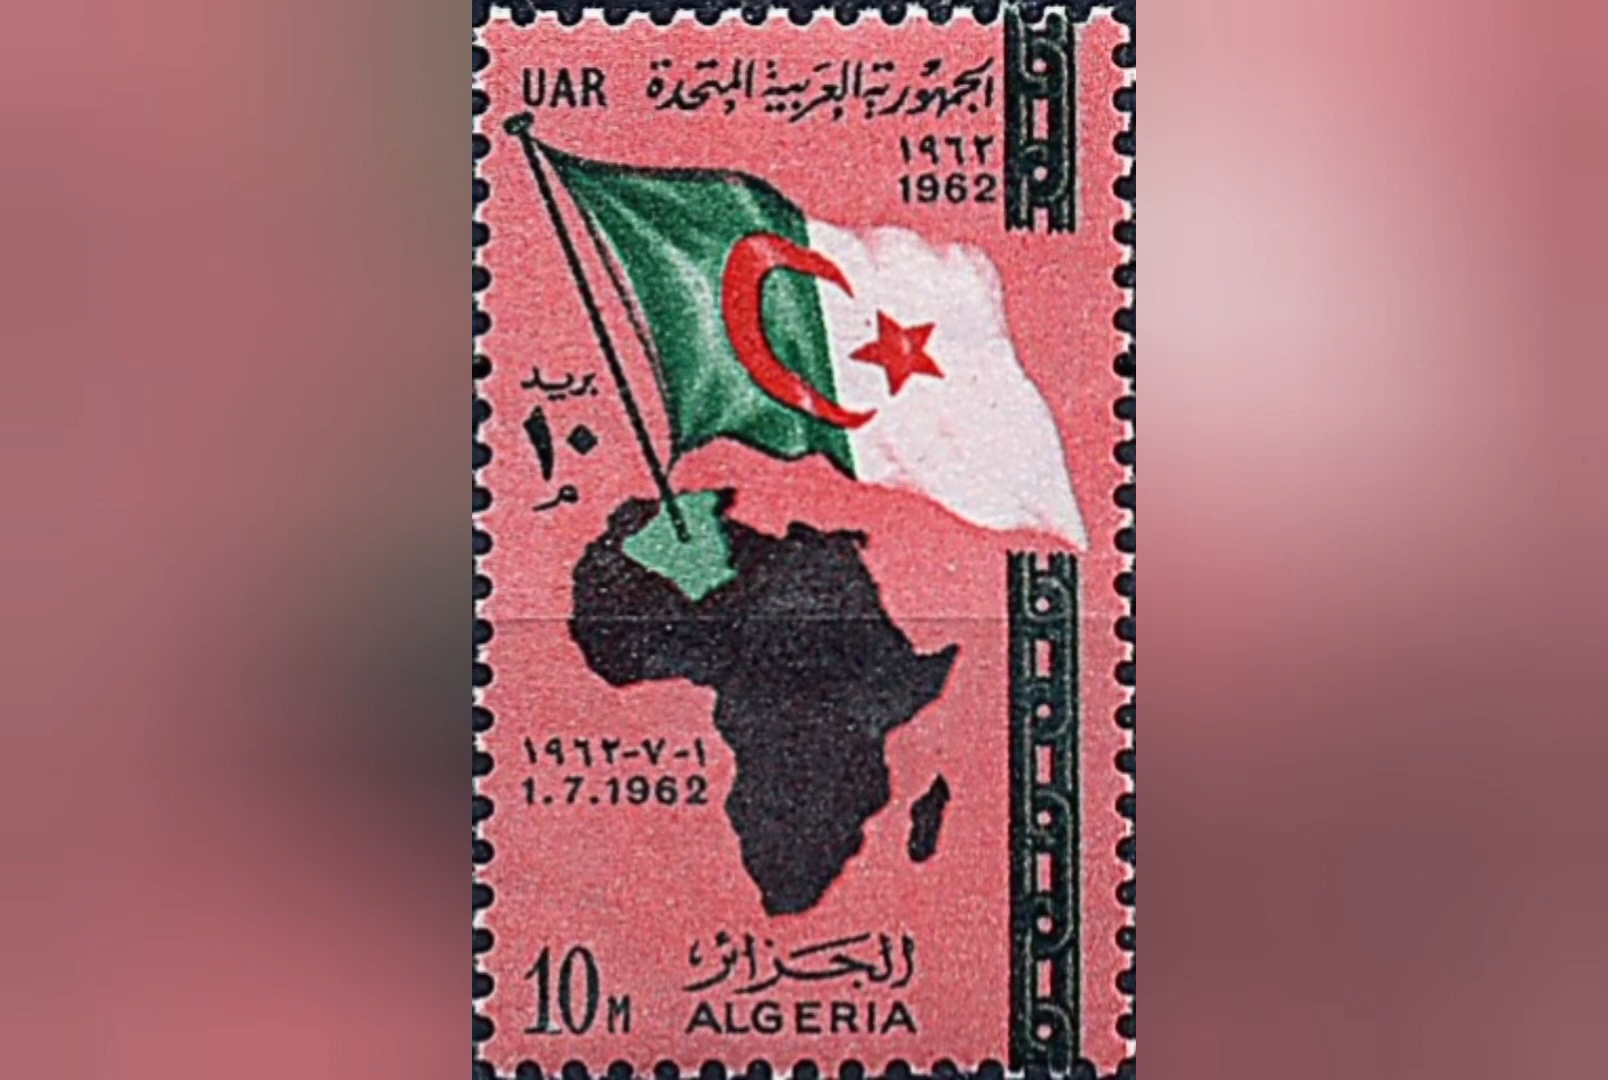 UAR الجمهورية العربية المتحدة
١٩٦٢
1962
بريد
١٠
م
١-٧-١٩٦٢
1.7.1962
الجزائر
10M ALGERIA